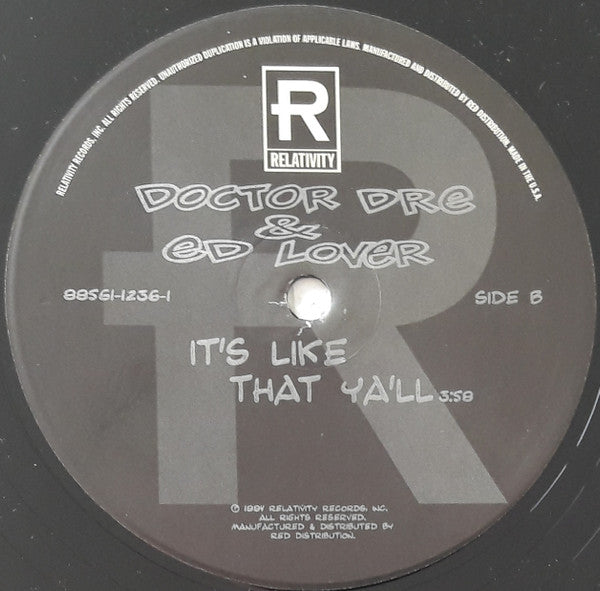 RELATIVITY RECORDS, INC. ALL RIGHTS RESERVED. UNAUTHORIZED DUPLICATION IS A VIOLATION OF APPLICABLE LAWS. MANUFACTURED AND DISTRIBUTED BY RED DISTRIBUTION. MADE IN THE U.S.A.
R
RELATIVITY
DOCTOR DRE
&
ED LOVER
88561-1236-1 SIDE B
IT'S LIKE
THAT YA'LL 3:58
© 1994 RELATIVITY RECORDS, INC.
ALL RIGHTS RESERVED.
MANUFACTURED & DISTRIBUTED BY
RED DISTRIBUTION.